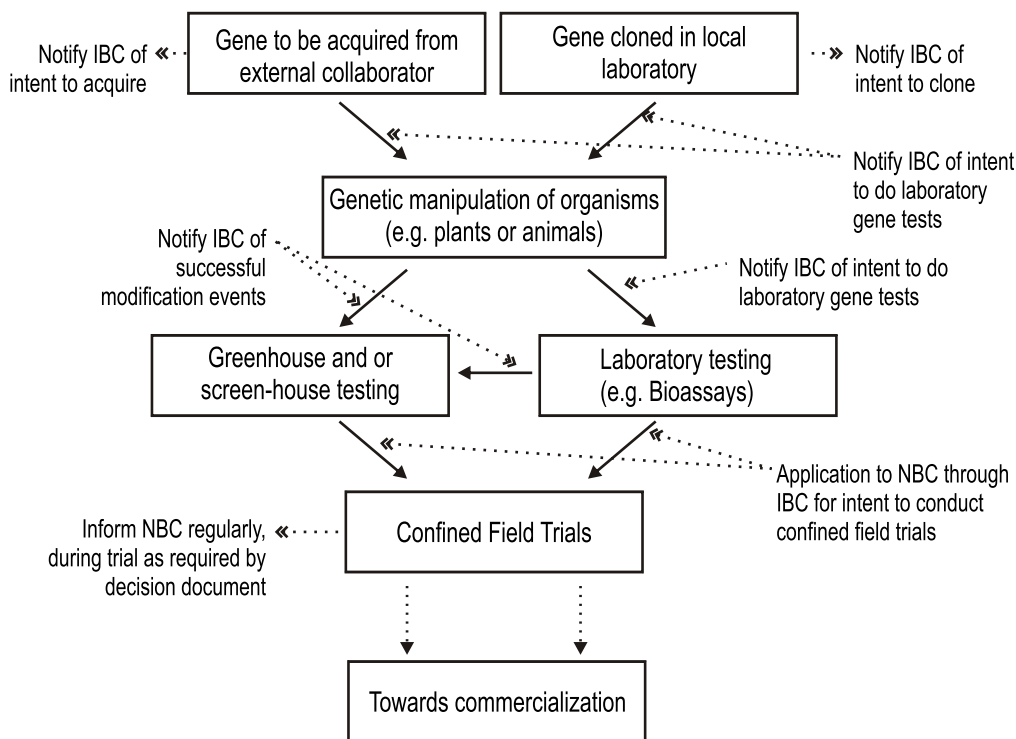 Gene to be acquired from
external collaborator
Gene cloned in local
laboratory
Notify IBC of
intent to acquire
Notify IBC of
intent to clone
Notify IBC of intent
to do laboratory
gene tests
Genetic manipulation of organisms
(e.g. plants or animals)
Notify IBC of
successful
modification events
Notify IBC of intent to do
laboratory gene tests
Greenhouse and or
screen-house testing
Laboratory testing
(e.g. Bioassays)
Application to NBC through
IBC for intent to conduct
confined field trials
Inform NBC regularly,
during trial as required by
decision document
Confined Field Trials
Towards commercialization